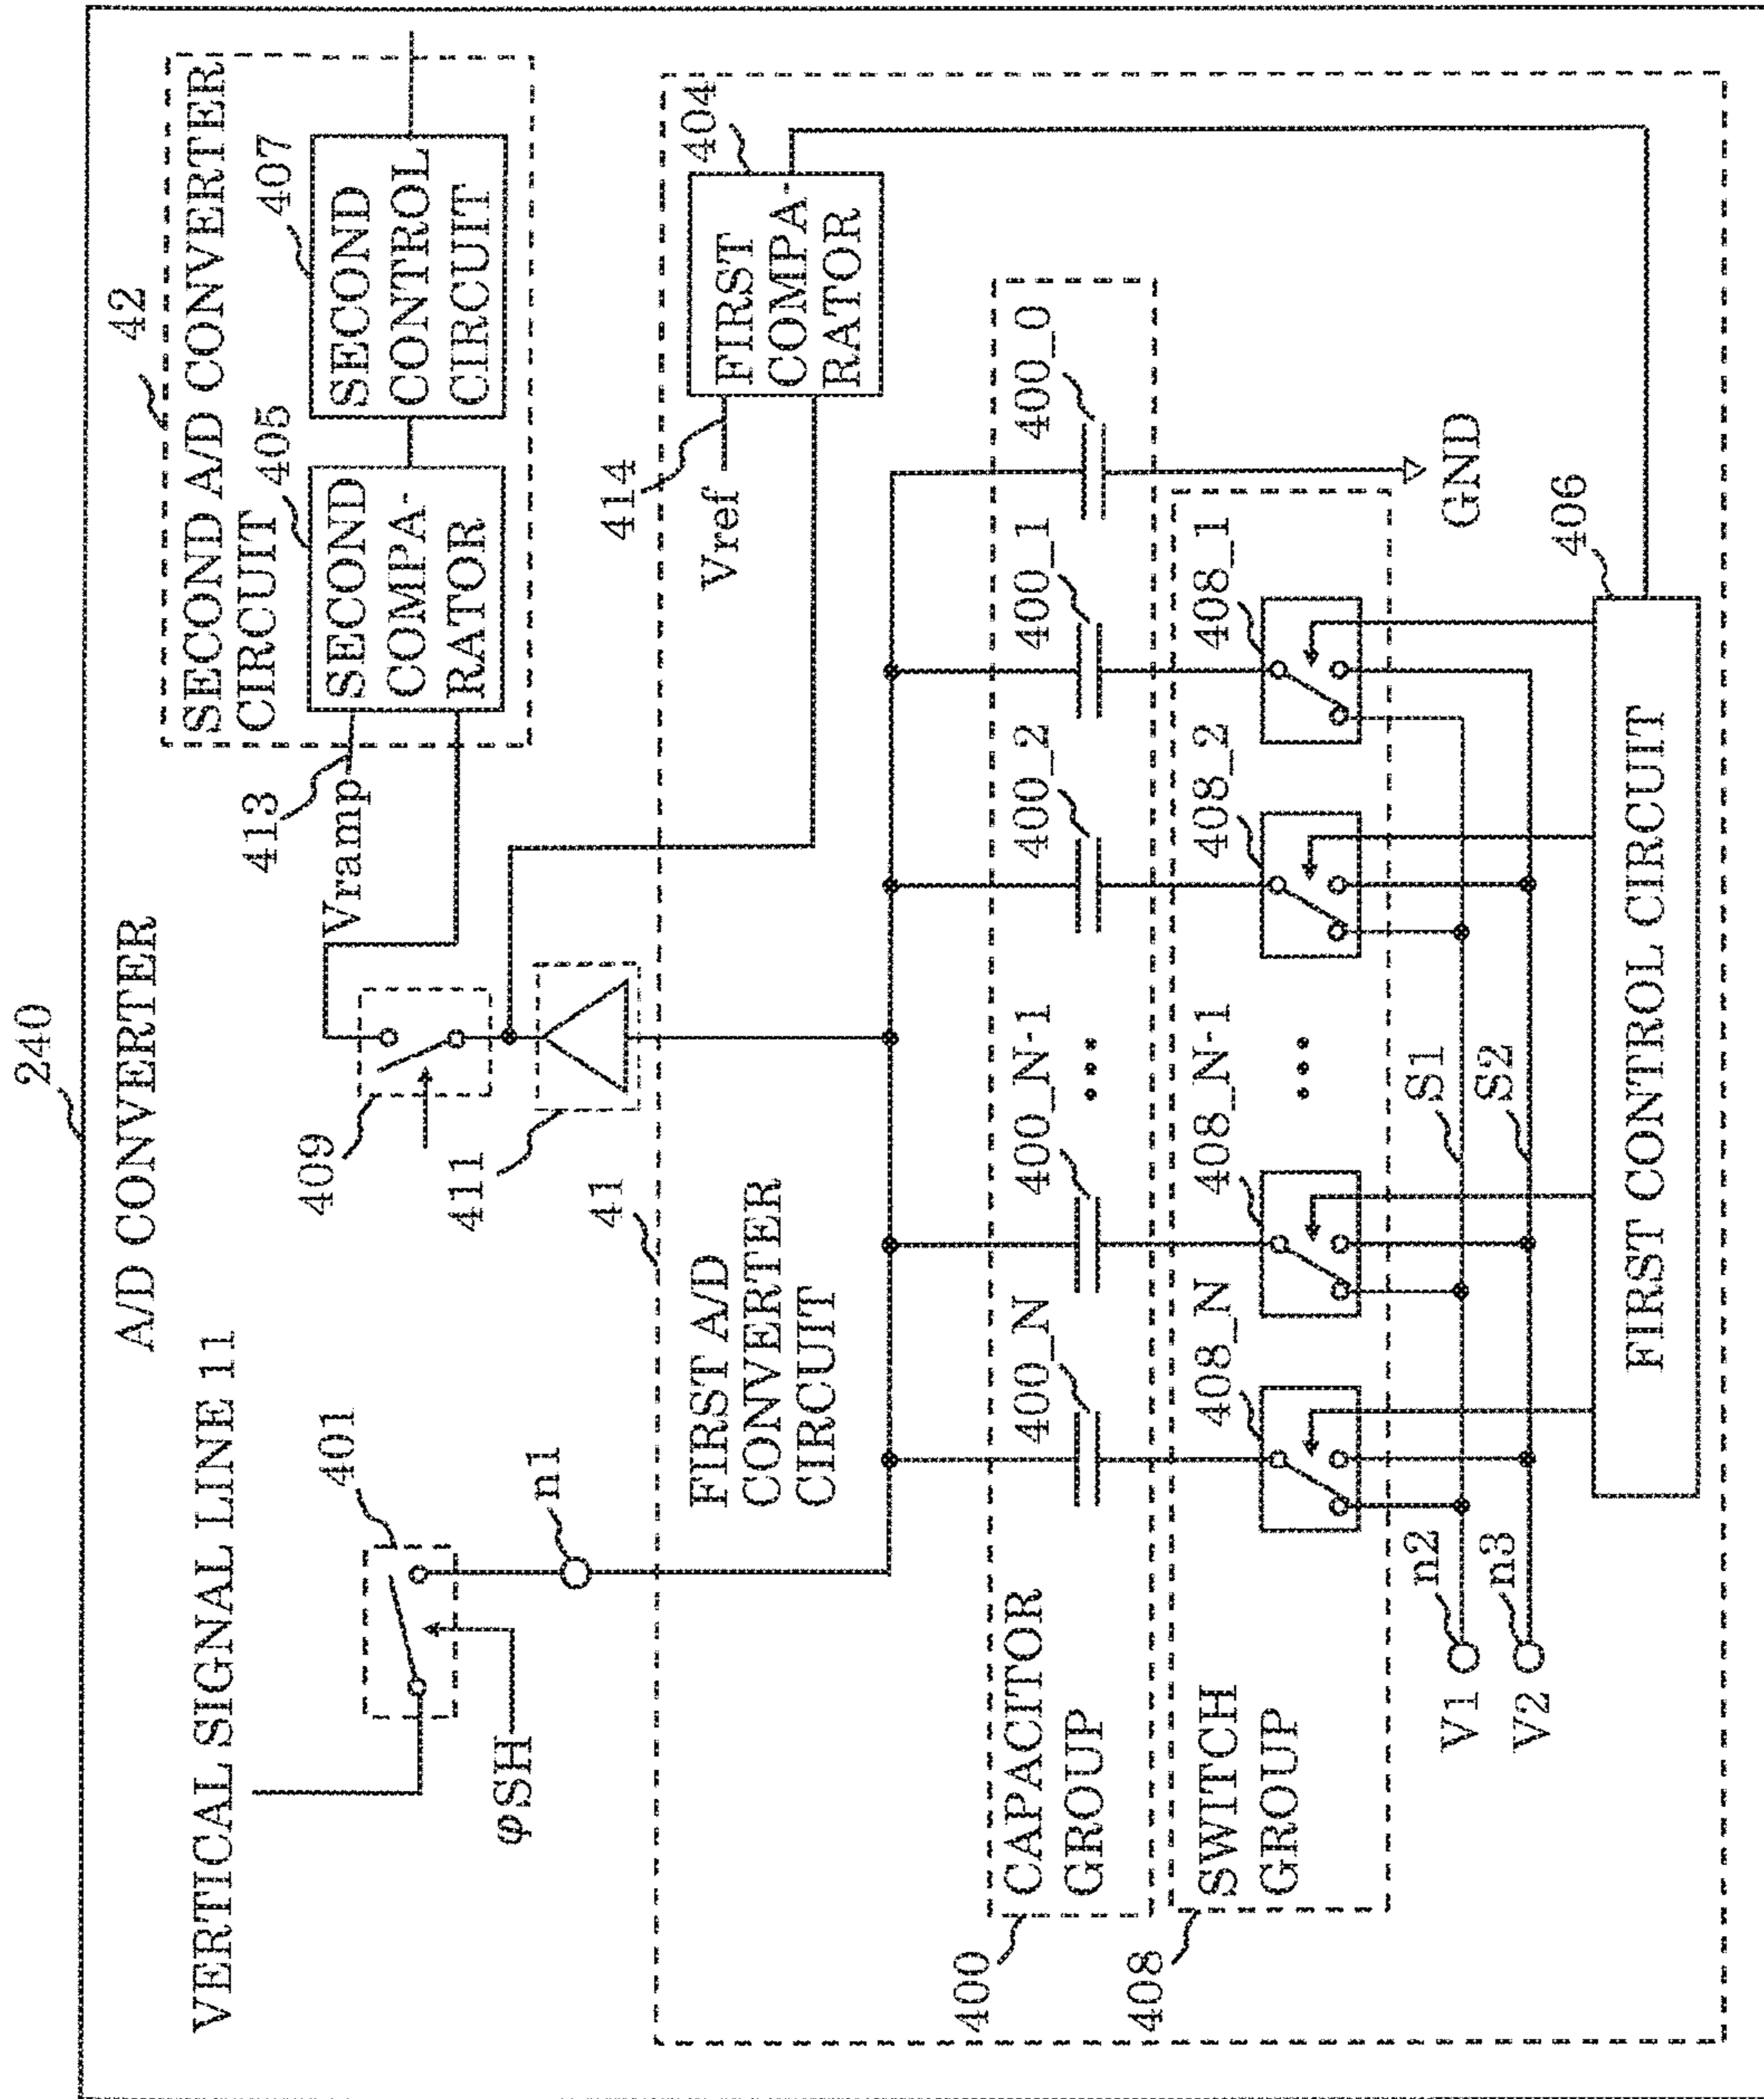 240
A/D CONVERTER
VERTICAL SIGNAL LINE 11
401
φSH
n1
409
411
Vramp
413
42
SECOND A/D CONVERTER
CIRCUIT
405
407
SECOND
COMPA-
RATOR
SECOND
CONTROL
CIRCUIT
41
FIRST A/D
CONVERTER
CIRCUIT
414
Vref
404
FIRST
COMPA-
RATOR
400
CAPACITOR
GROUP
400_N
400_N-1
400_2
400_1
400_0
408
SWITCH
GROUP
408_N
408_N-1
408_2
408_1
GND
V1
n2
S1
V2
n3
S2
406
FIRST CONTROL CIRCUIT